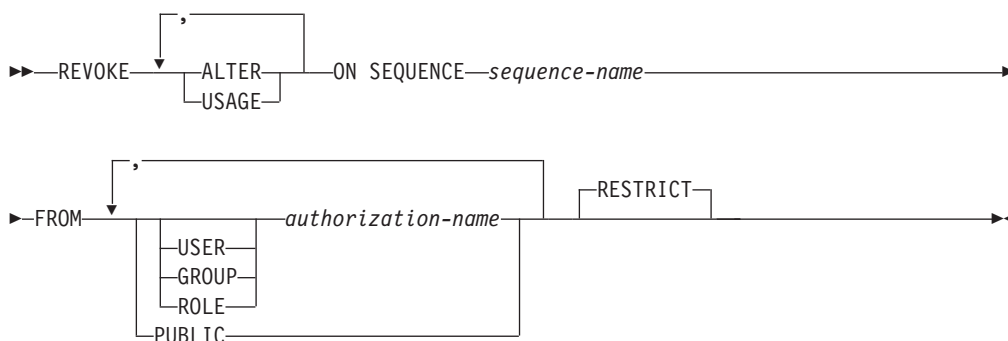 ,
REVOKE ALTER ON SEQUENCE sequence-name
USAGE
,
RESTRICT
FROM authorization-name
USER
GROUP
ROLE
PUBLIC